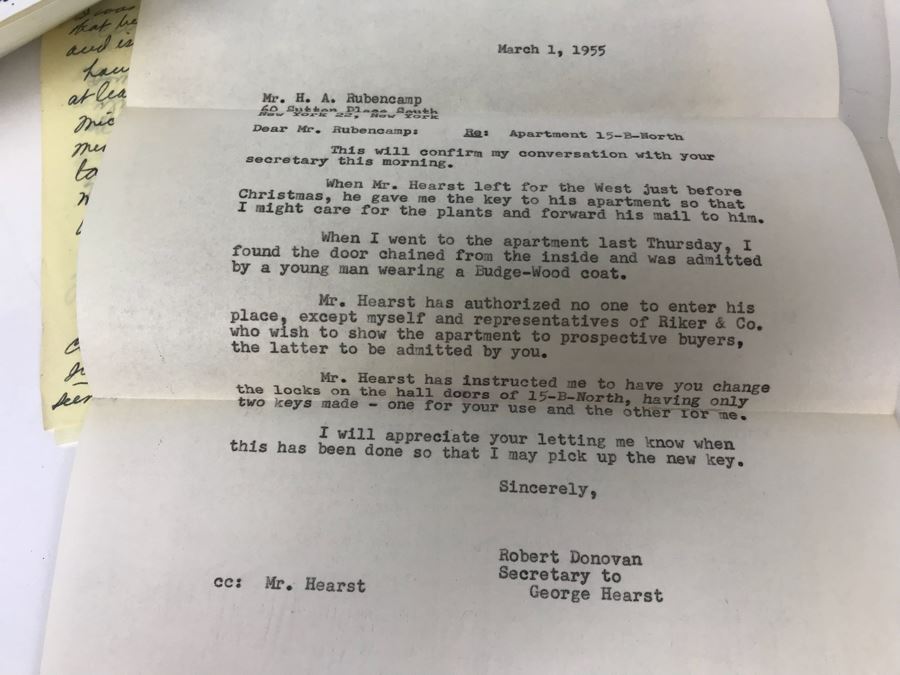 March 1, 1955
Mr. H. A. Rubencamp
60 Sutton Place South
New York 22, New York
Dear Mr. Rubencamp: Re: Apartment 15-B-North
This will confirm my conversation with your
secretary this morning.
When Mr. Hearst left for the West just before
Christmas, he gave me the key to his apartment so that
I might care for the plants and forward his mail to him.
When I went to the apartment last Thursday, I
found the door chained from the inside and was admitted
by a young man wearing a Budge-Wood coat.
Mr. Hearst has authorized no one to enter his
place, except myself and representatives of Riker & Co.
who wish to show the apartment to prospective buyers,
the latter to be admitted by you.
Mr. Hearst has instructed me to have you change
the locks on the hall doors of 15-B-North, having only
two keys made - one for your use and the other for me.
I will appreciate your letting me know when
this has been done so that I may pick up the new key.
Sincerely,
Robert Donovan
Secretary to
George Hearst
cc: Mr. Hearst